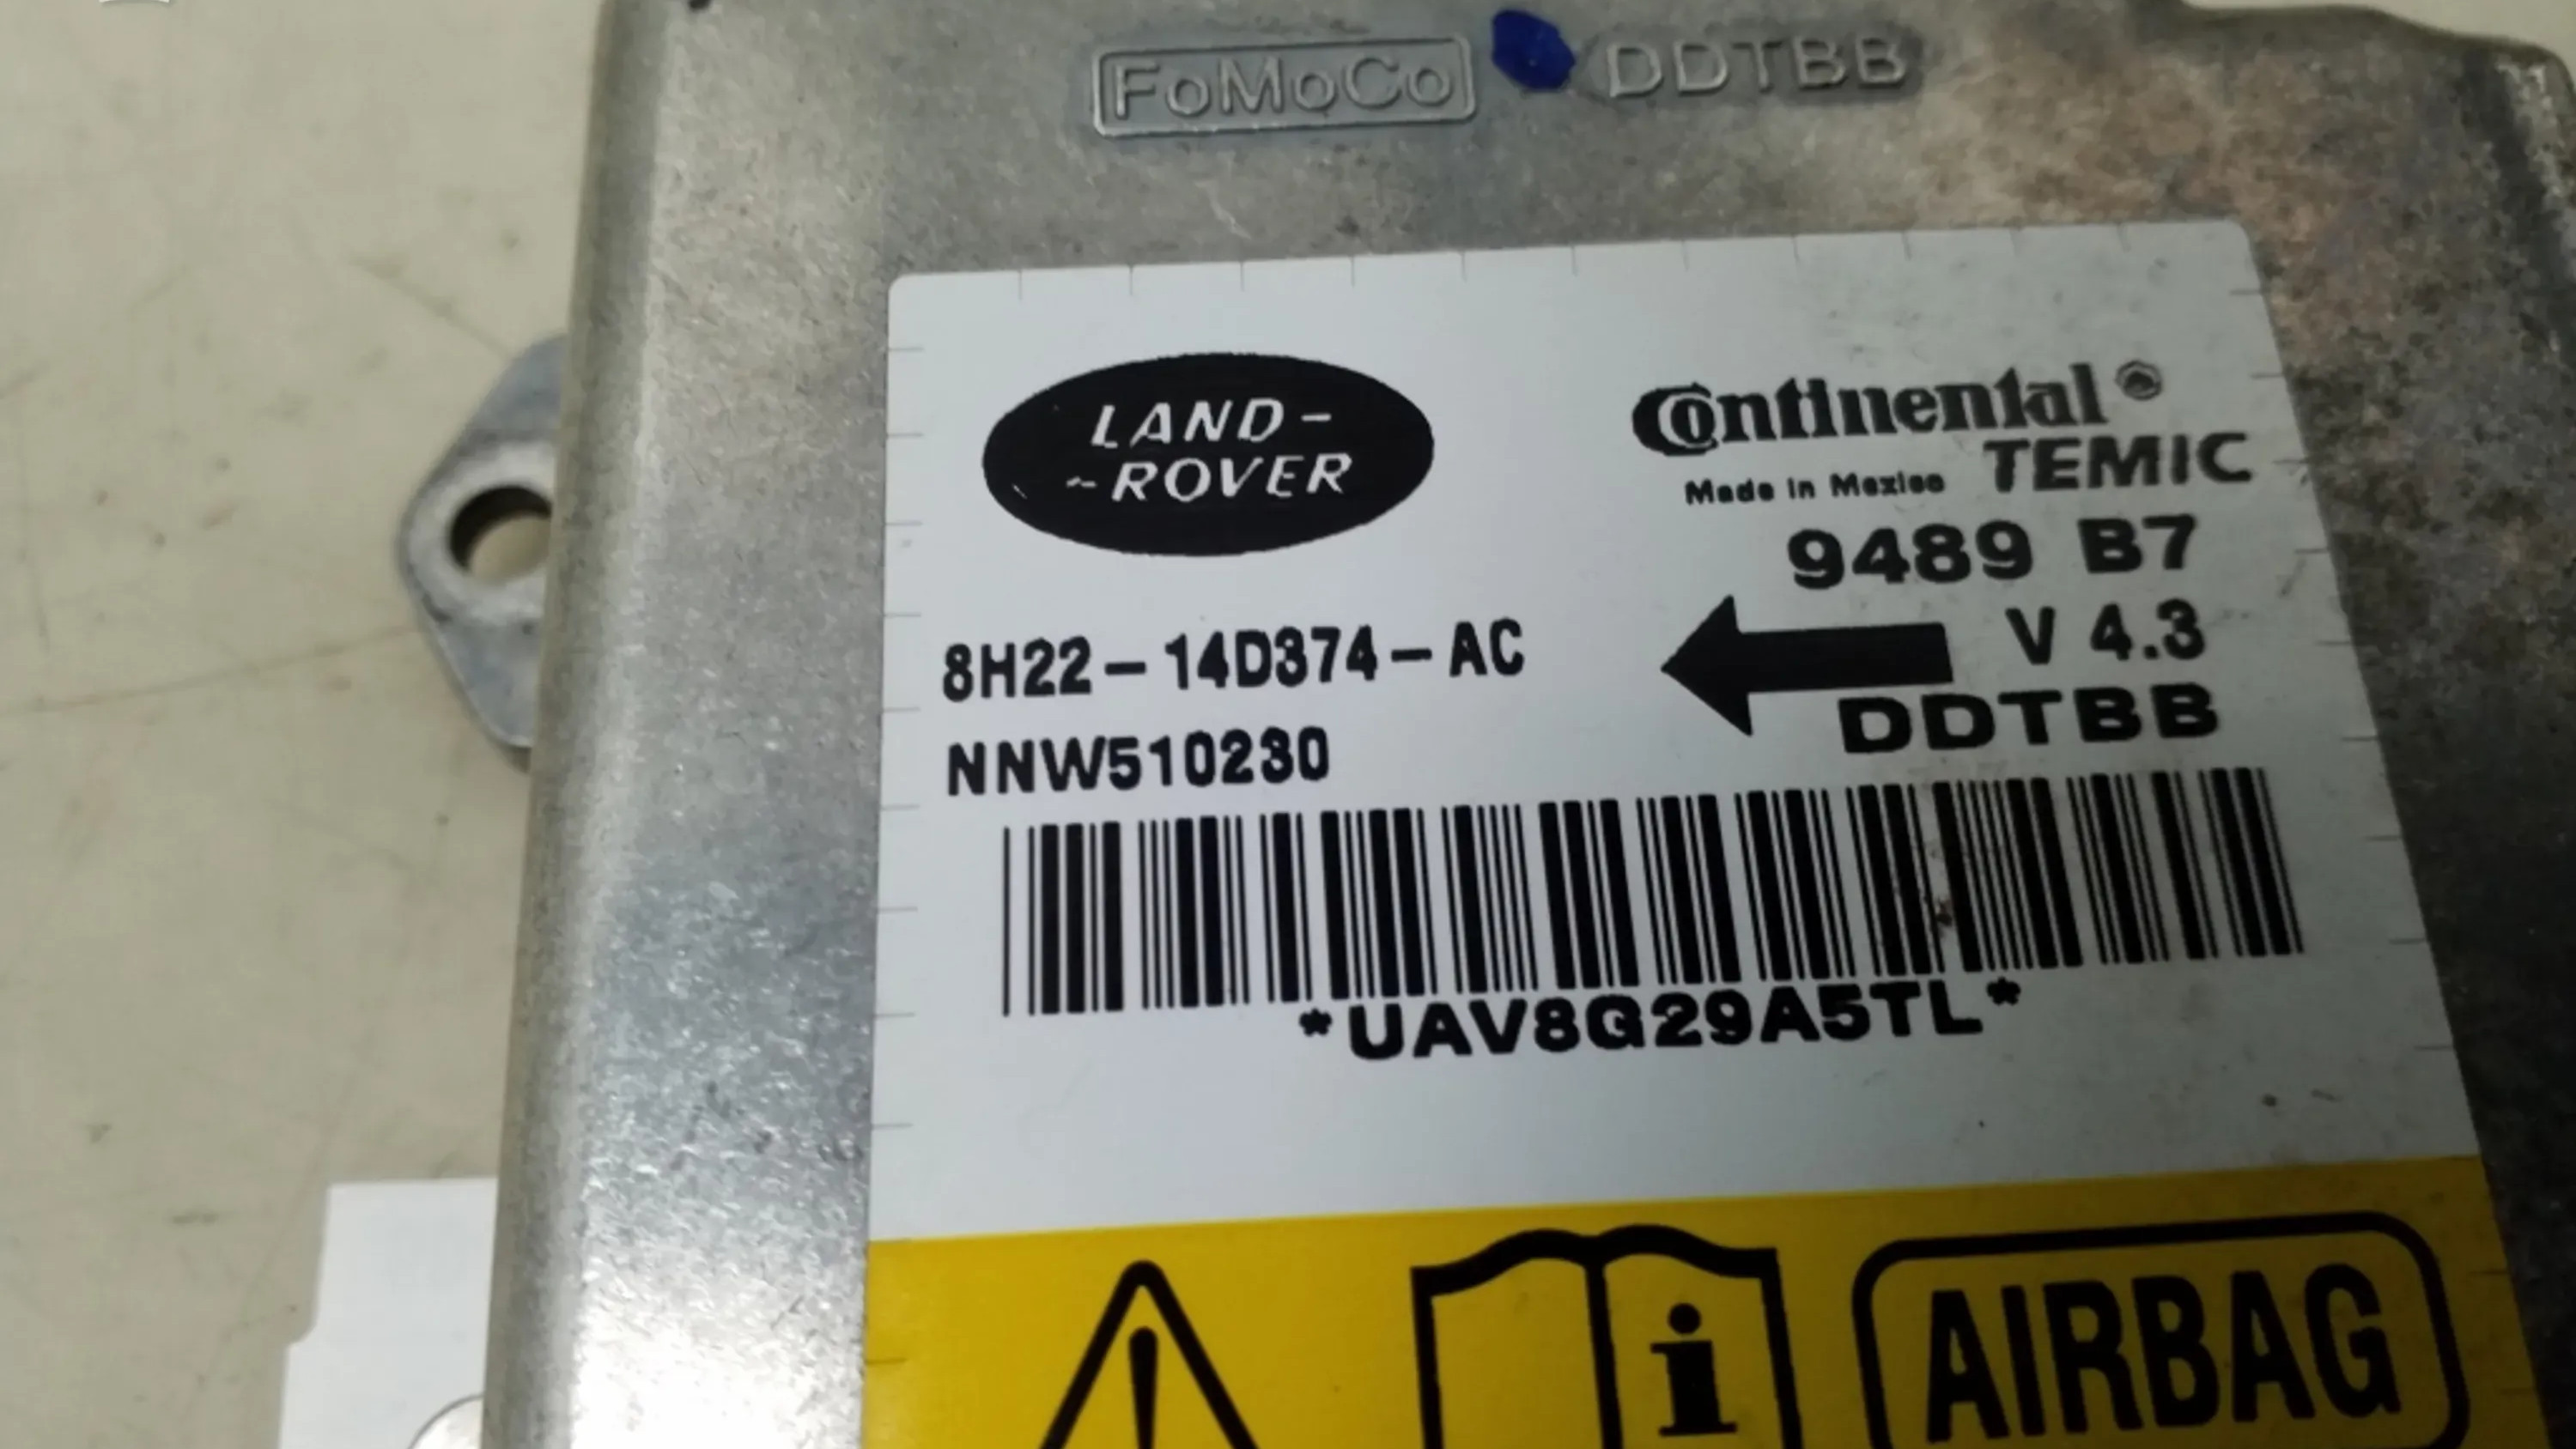 FoMoCo DDTBB
LAND-
-ROVER
Continental
Made in Mexico TEMIC
9489 B7
V 4.3
DDTBB
8H22-14D374-AC
NNW510230
*UAV8G29A5TL*
i
AIRBAG